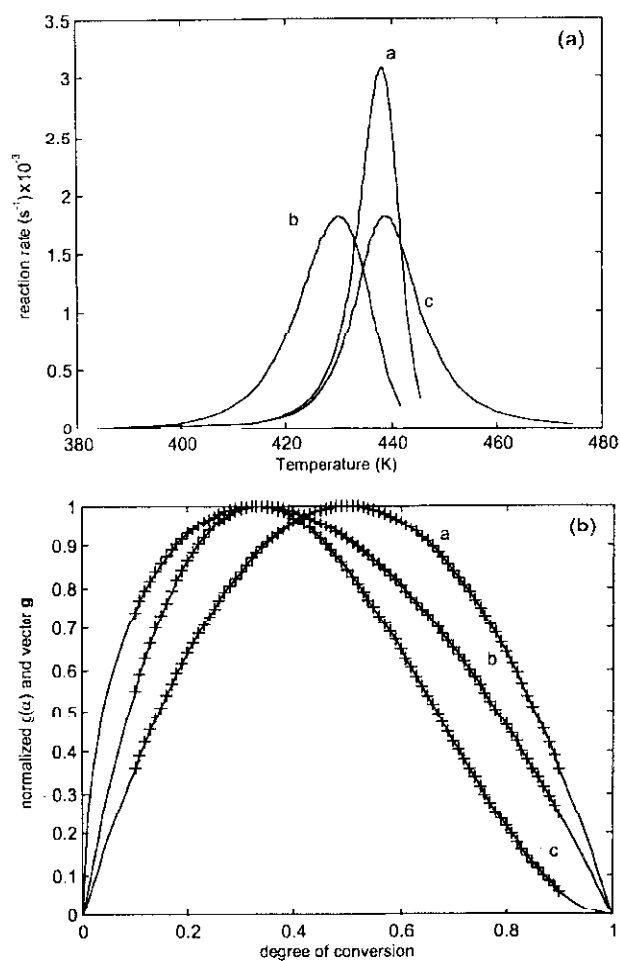 (a)
3.5
3
2.5
2
1.5
1
0.5
0
reaction rate (s⁻¹)x10⁻³
a
b
c
380
400
420
440
460
480
Temperature (K)
(b)
1
0.9
0.8
0.7
0.6
0.5
0.4
0.3
0.2
0.1
0
normalized g(α) and vector g
a
b
c
0
0.2
0.4
0.6
0.8
1
degree of conversion